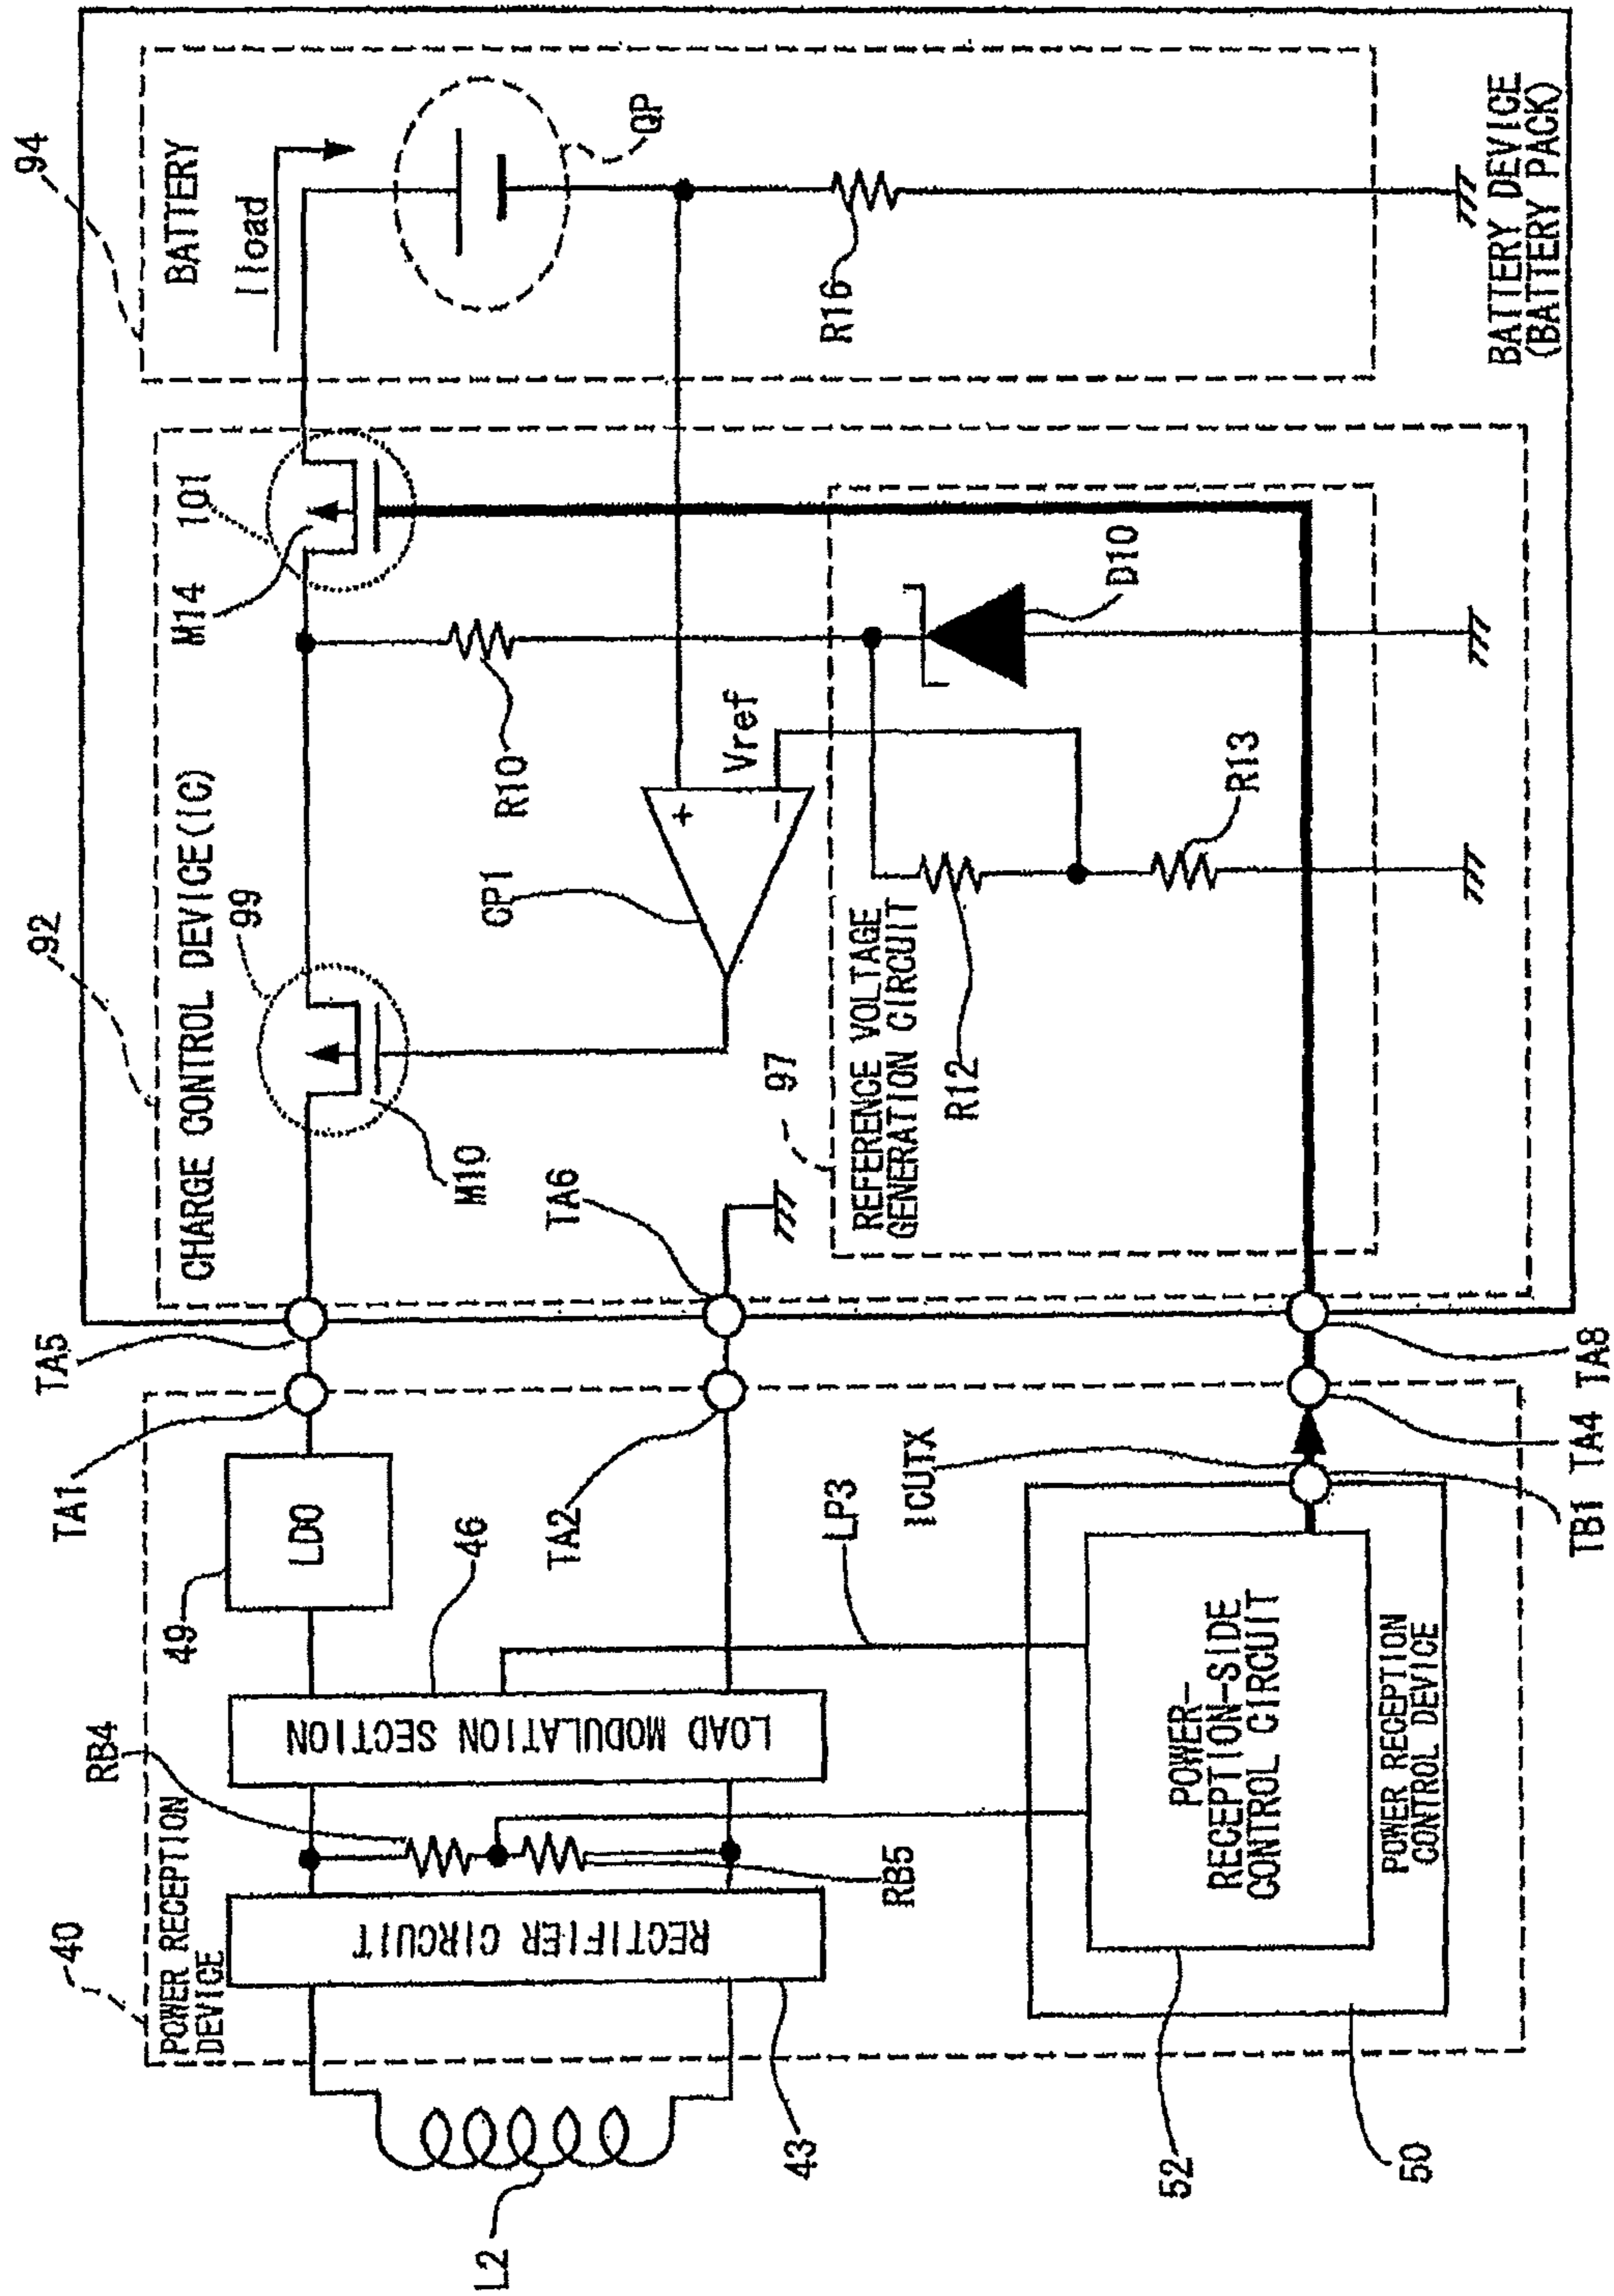 94
BATTERY
Iload
QP
R16
BATTERY DEVICE
(BATTERY PACK)
92
CHARGE CONTROL DEVICE(IC)
99
M14
101
R10
CP1
Vref
+
-
D10
R13
R12
M10
97
REFERENCE VOLTAGE
GENERATION CIRCUIT
TA6
TA5
TA1
TA2
TA8
TA4
TB1
ICUTX
LP3
49
LDO
46
LOAD MODULATION SECTION
RB4
RB5
RECTIFIER CIRCUIT
40
POWER RECEPTION
DEVICE
43
L2
POWER-
RECEPTION-SIDE
CONTROL CIRCUIT
POWER RECEPTION
CONTROL DEVICE
52
50